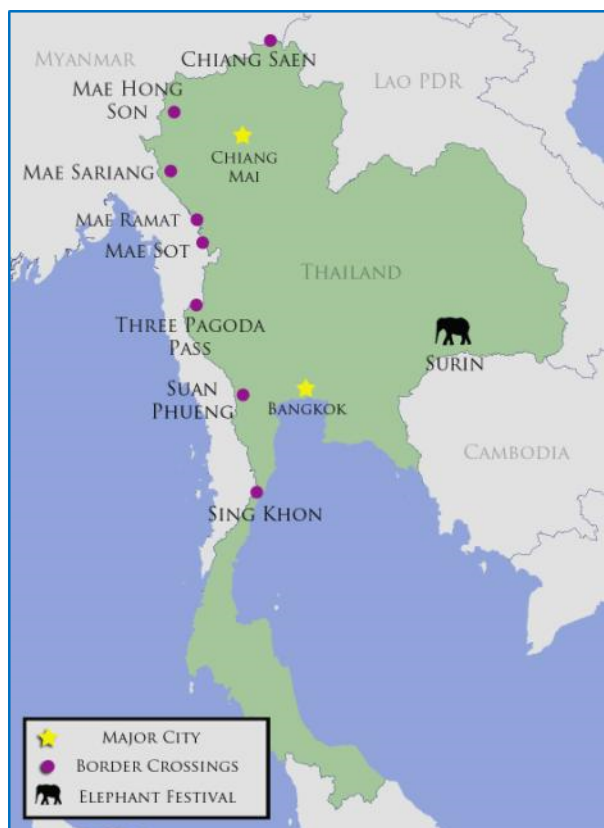 MYANMAR
CHIANG SAEN
LAO PDR
MAE HONG
SON
CHIANG
MAI
MAE SARIANG
MAE RAMAT
MAE SOT
THAILAND
THREE PAGODA
PASS
SURIN
SUAN
PHUENG
BANGKOK
CAMBODIA
SING KHON
MAJOR CITY
BORDER CROSSINGS
ELEPHANT FESTIVAL